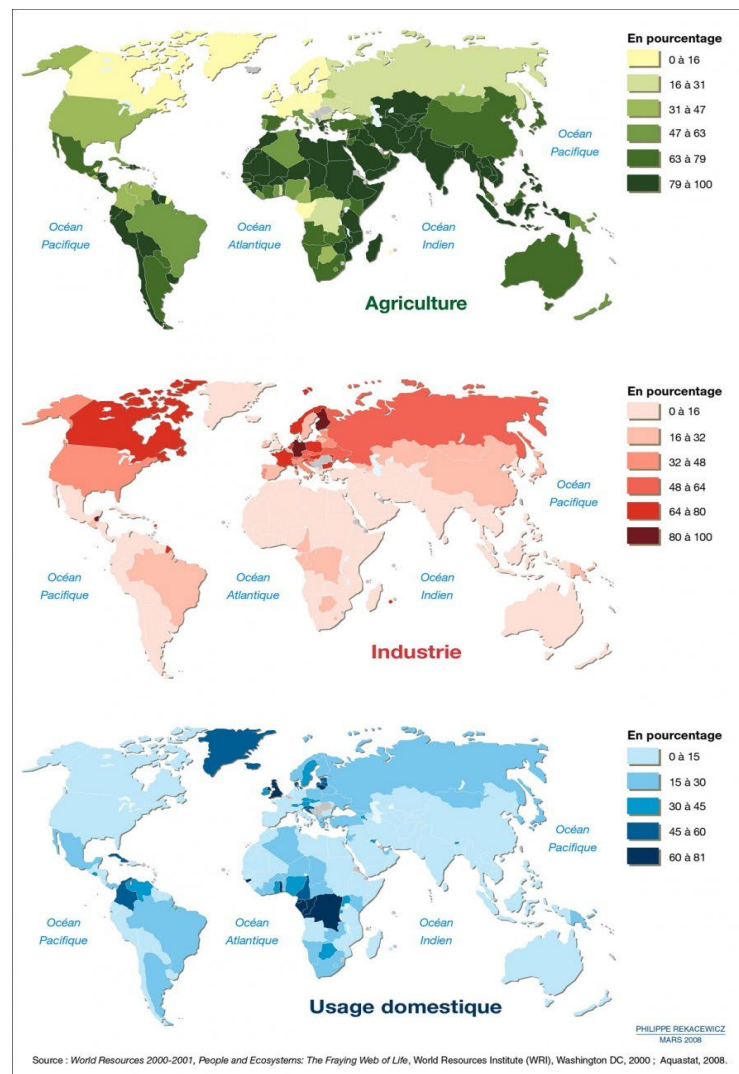 En pourcentage
0 à 16
16 à 31
31 à 47
47 à 63
63 à 79
79 à 100
Océan
Pacifique
Océan
Pacifique
Océan
Atlantique
Océan
Indien
Agriculture
En pourcentage
0 à 16
16 à 32
32 à 48
48 à 64
64 à 80
80 à 100
Océan
Pacifique
Océan
Pacifique
Océan
Atlantique
Océan
Indien
Industrie
En pourcentage
0 à 15
15 à 30
30 à 45
45 à 60
60 à 81
Océan
Pacifique
Océan
Pacifique
Océan
Atlantique
Océan
Indien
Usage domestique
PHILIPPE REKACEWICZ
MARS 2008
Source : World Resources 2000-2001, People and Ecosystems: The Fraying Web of Life, World Resources Institute (WRI), Washington DC, 2000 ; Aquastat, 2008.